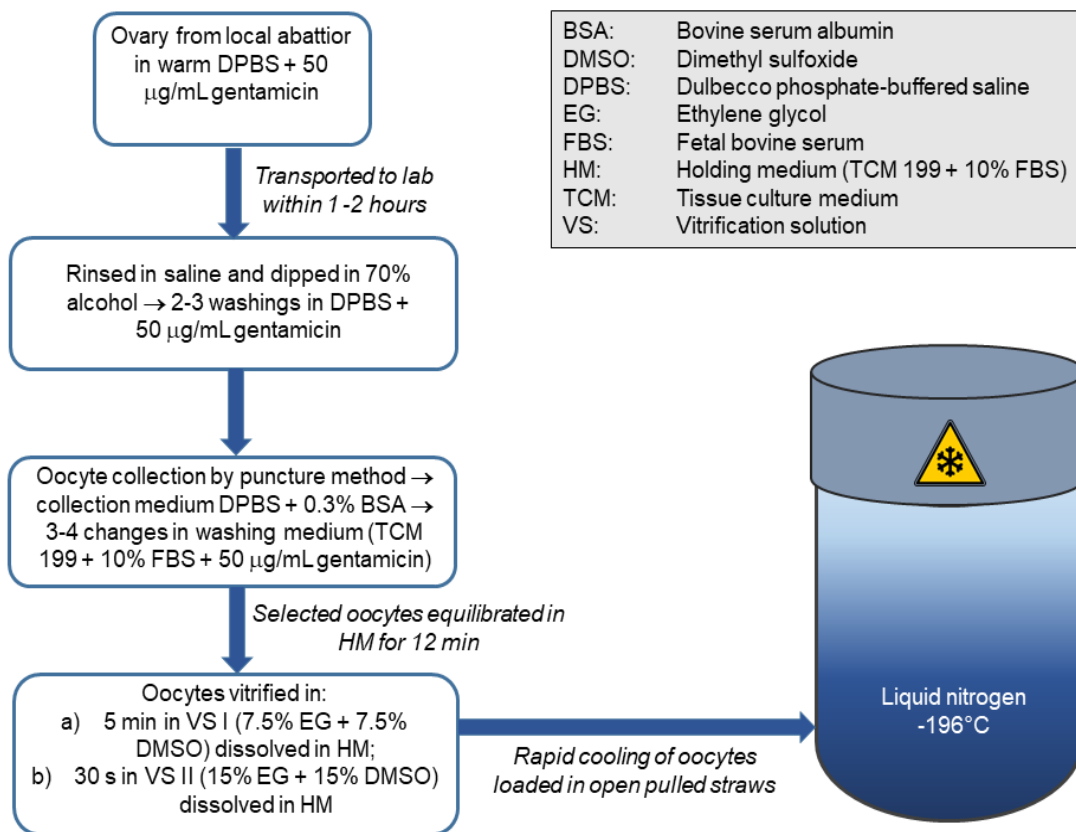 Ovary from local abattior
in warm DPBS + 50
μg/mL gentamicin
Transported to lab
within 1-2 hours
Rinsed in saline and dipped in 70%
alcohol → 2-3 washings in DPBS +
50 μg/mL gentamicin
Oocyte collection by puncture method →
collection medium DPBS + 0.3% BSA →
3-4 changes in washing medium (TCM
199 + 10% FBS + 50 μg/mL gentamicin)
Selected oocytes equilibrated in
HM for 12 min
Oocytes vitrified in:
a) 5 min in VS I (7.5% EG + 7.5%
DMSO) dissolved in HM;
b) 30 s in VS II (15% EG + 15% DMSO)
dissolved in HM
Rapid cooling of oocytes
loaded in open pulled straws
BSA: Bovine serum albumin
DMSO: Dimethyl sulfoxide
DPBS: Dulbecco phosphate-buffered saline
EG: Ethylene glycol
FBS: Fetal bovine serum
HM: Holding medium (TCM 199 + 10% FBS)
TCM: Tissue culture medium
VS: Vitrification solution
Liquid nitrogen
-196°C